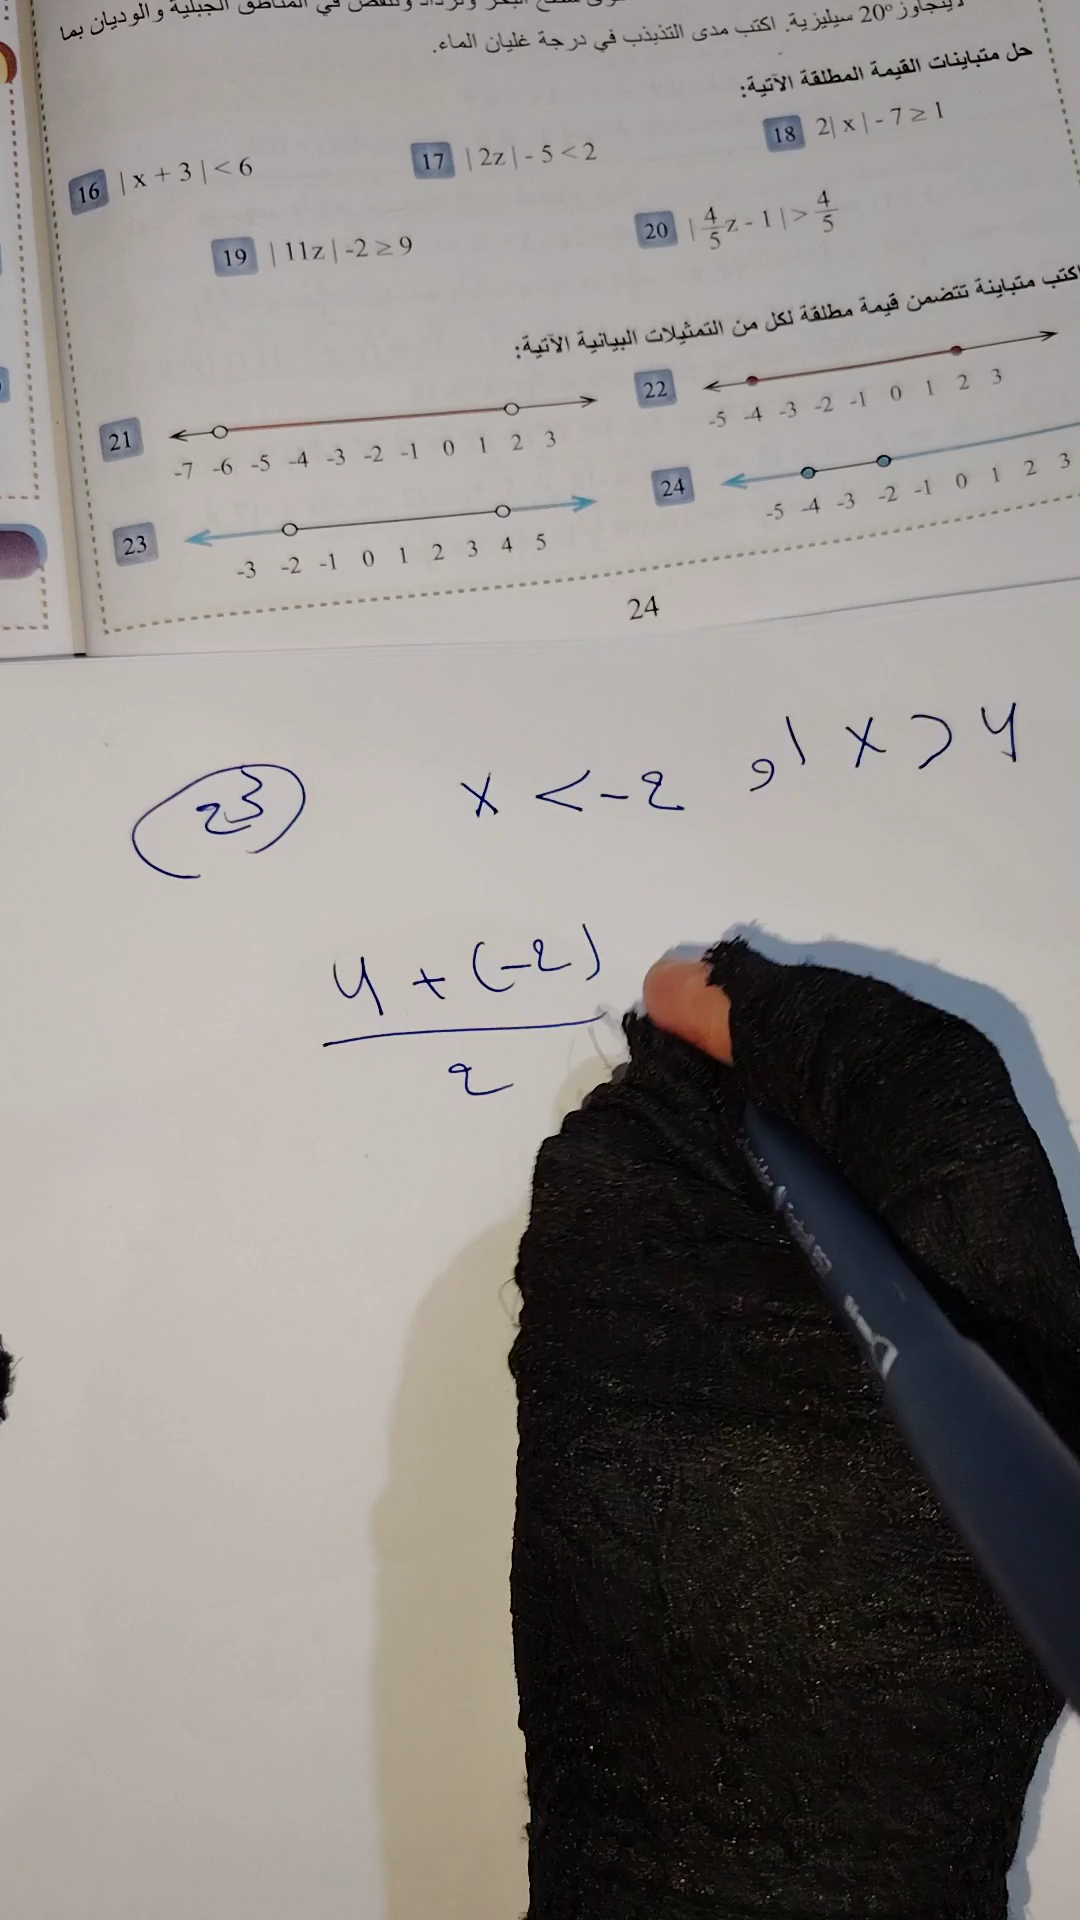 سيليزية. اكتب مدى التذبذب في درجة غليان الماء.
حل متباينات القيمة المطلقة الآتية:
16 | x + 3 | < 6 17 | 2z | - 5 < 2 18 2| x | - 7 ≥ 1
19 | 11z | -2 ≥ 9 20 | 4/5 z - 1 | > 4/5
اكتب متباينة تتضمن قيمة مطلقة لكل من التمثيلات البيانية الآتية:
21 -7 -6 -5 -4 -3 -2 -1 0 1 2 3
22 -5 -4 -3 -2 -1 0 1 2 3
23 -3 -2 -1 0 1 2 3 4 5
24 -5 -4 -3 -2 -1 0 1 2 3
24
23 x < -2 او x > 4
4 + (-2)
2